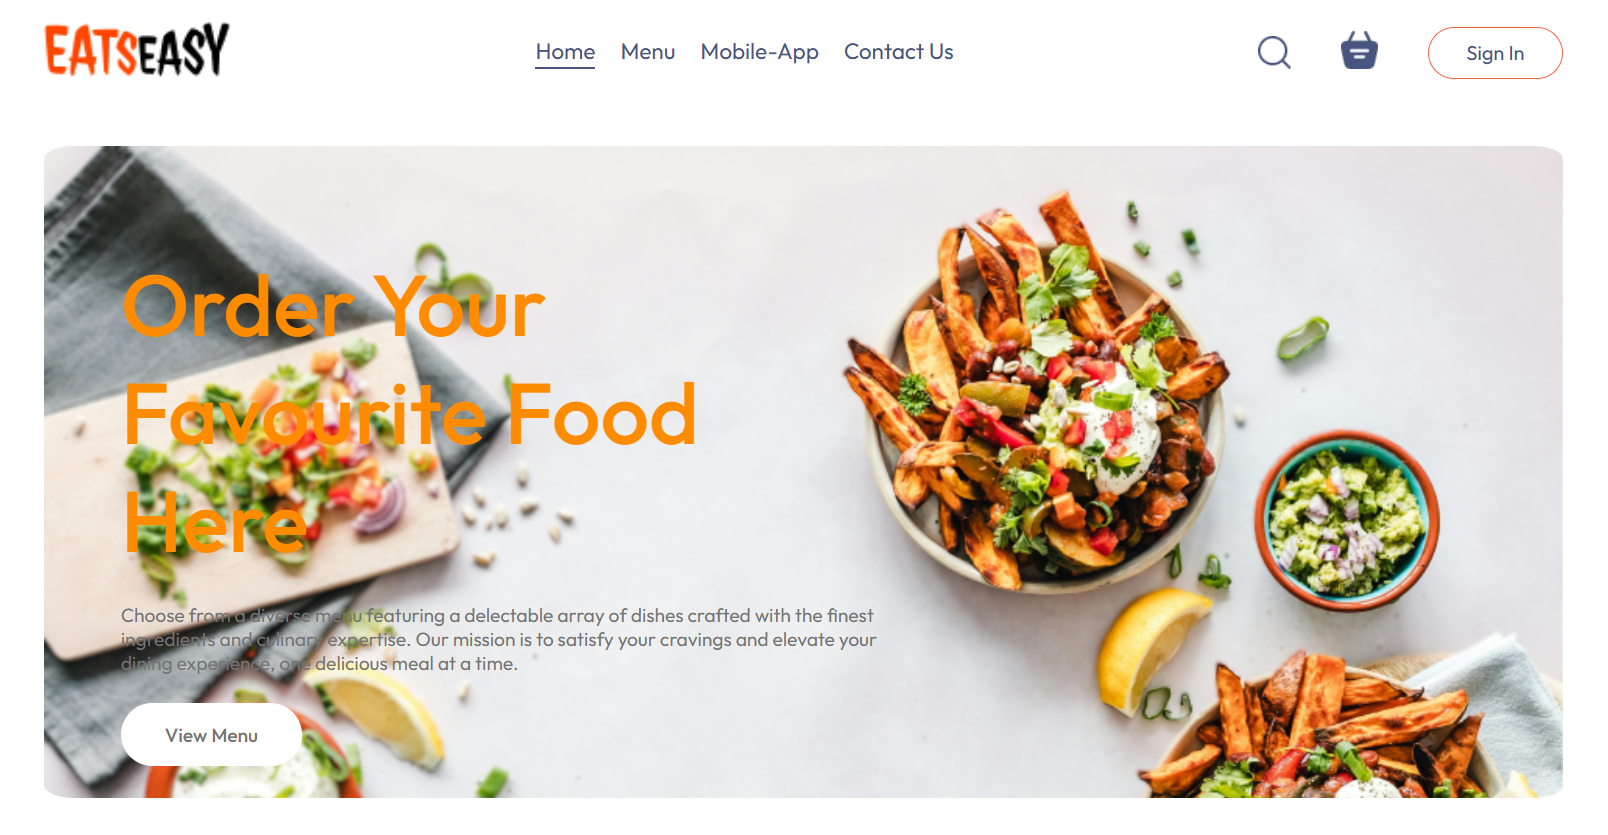 EATSEASY
Home Menu Mobile-App Contact Us
Sign In
Order Your
Favourite Food
Here
Choose from a diverse menu featuring a delectable array of dishes crafted with the finest
ingredients and culinary expertise. Our mission is to satisfy your cravings and elevate your
dining experience, one delicious meal at a time.
View Menu